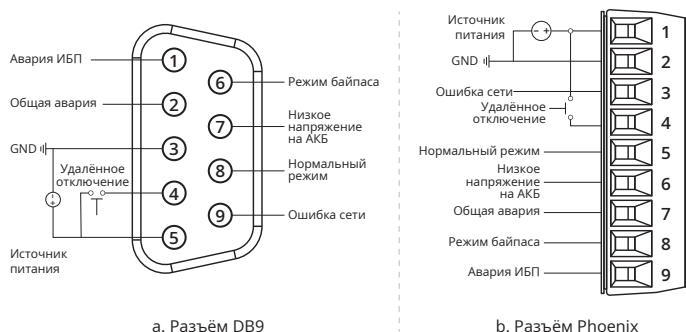 Авария ИБП
Общая авария
GND
Удалённое
отключение
Источник
питания
1
2
3
4
5
6
7
8
9
Режим байпаса
Низкое
напряжение
на АКБ
Нормальный
режим
Ошибка сети
a. Разъём DB9
Источник
питания
GND
Ошибка сети
Удалённое
отключение
Нормальный режим
Низкое
напряжение
на АКБ
Общая авария
Режим байпаса
Авария ИБП
1
2
3
4
5
6
7
8
9
b. Разъём Phoenix